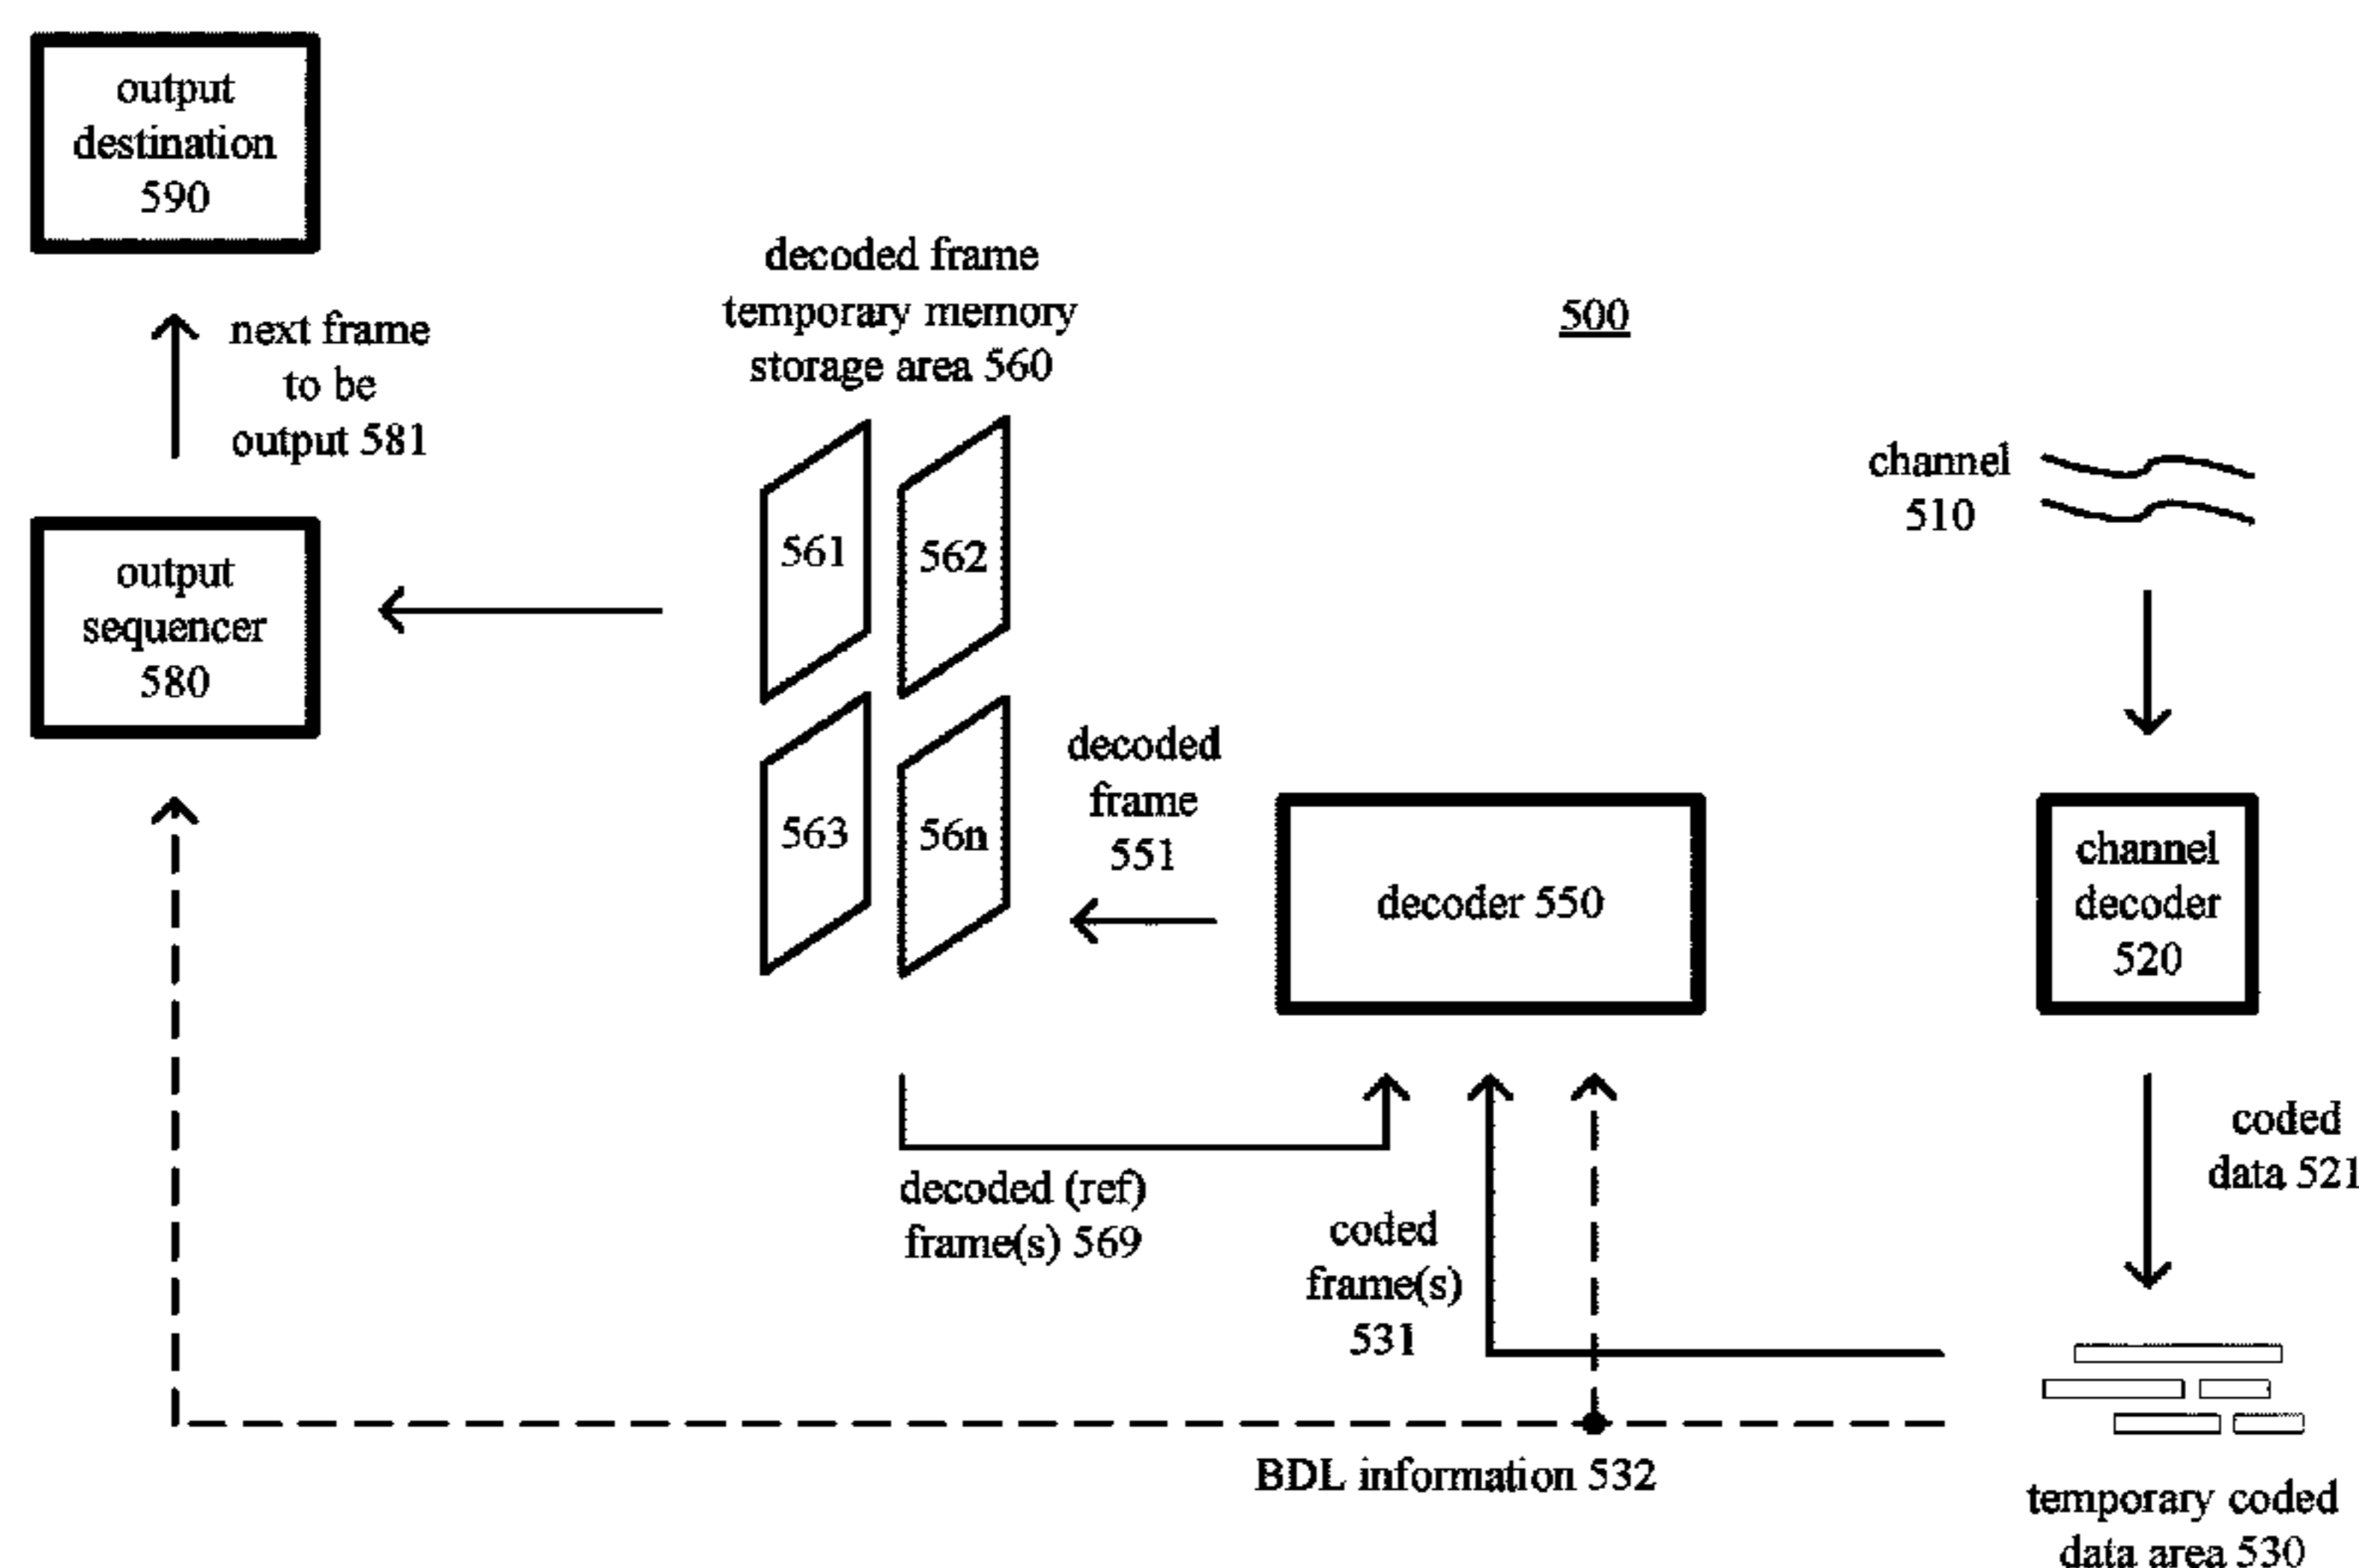 output
destination
590
next frame
to be
output 581
output
sequencer
580
decoded frame
temporary memory
storage area 560
561
562
563
56n
decoded
frame
551
500
channel
510
decoder 550
channel
decoder
520
coded
data 521
decoded (ref)
frame(s) 569
coded
frame(s)
531
BDL information 532
temporary coded
data area 530